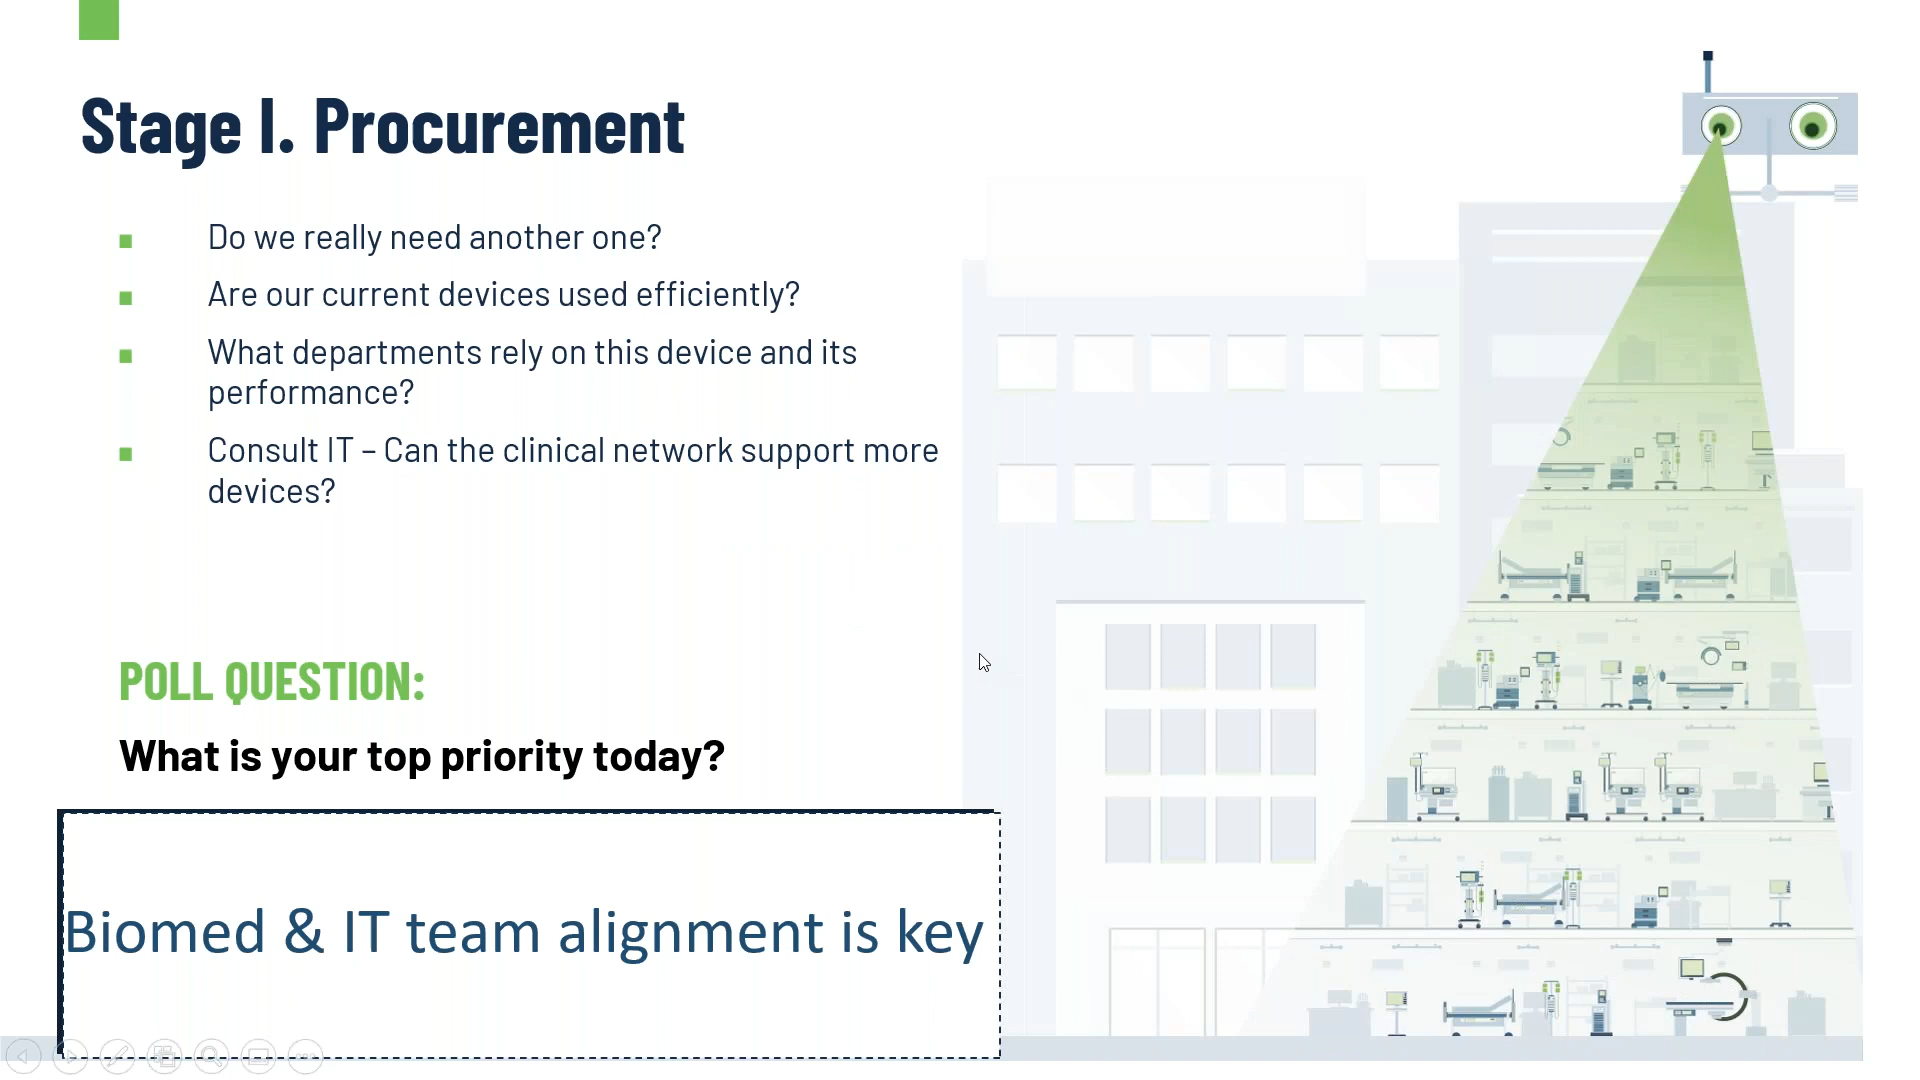 Stage I. Procurement
Do we really need another one?
Are our current devices used efficiently?
What departments rely on this device and its
performance?
Consult IT – Can the clinical network support more
devices?
POLL QUESTION:
What is your top priority today?
Biomed & IT team alignment is key